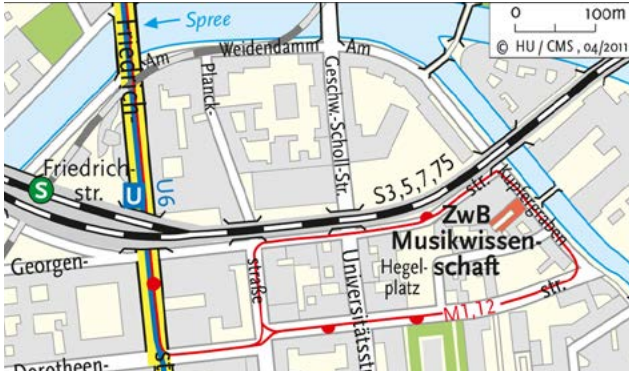 0 100m
© HU / CMS , 04/2011
Spree
Friedrich-
Am Weidendamm Am
Planck-
Geschw.-Scholl-Str.
Friedrich-
str.
S
U
U6
S3,5,7,75
str.
Kupfergraben
ZwB
Musikwissen-
schaft
Georgen-
straße
Universitätsstr
Hegel-
platz
M1,12
str.
Dorotheen-
str